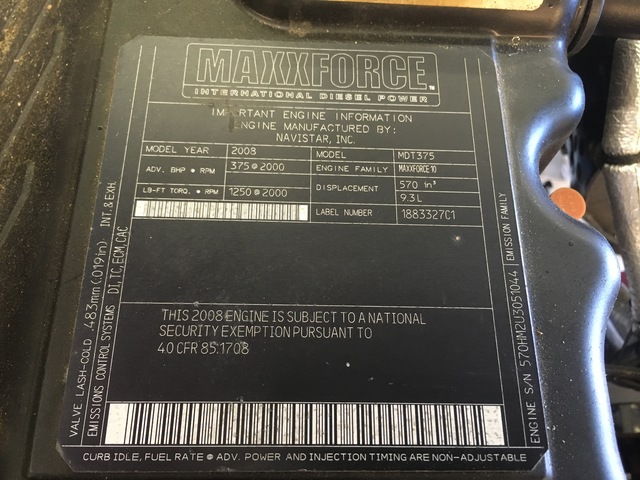 MAXXFORCE™
INTERNATIONAL DIESEL POWER
IMPORTANT ENGINE INFORMATION
ENGINE MANUFACTURED BY:
NAVISTAR, INC.
MODEL YEAR 2008 MODEL MDT375
ADV. BHP • RPM 375@2000 ENGINE FAMILY MAXXFORCE 10
LB-FT TORQ. • RPM 1250@2000 DISPLACEMENT 570 in³
9.3L
LABEL NUMBER 1883327C1
THIS 2008 ENGINE IS SUBJECT TO A NATIONAL
SECURITY EXEMPTION PURSUANT TO
40 CFR 85.1708
CURB IDLE, FUEL RATE @ ADV. POWER AND INJECTION TIMING ARE NON-ADJUSTABLE
VALVE LASH-COLD .483mm (.019in) INT. & EXH.
EMISSIONS CONTROL SYSTEMS DI, TC, ECM, CAC
ENGINE S/N 570HM2U3051044 EMISSION FAMILY